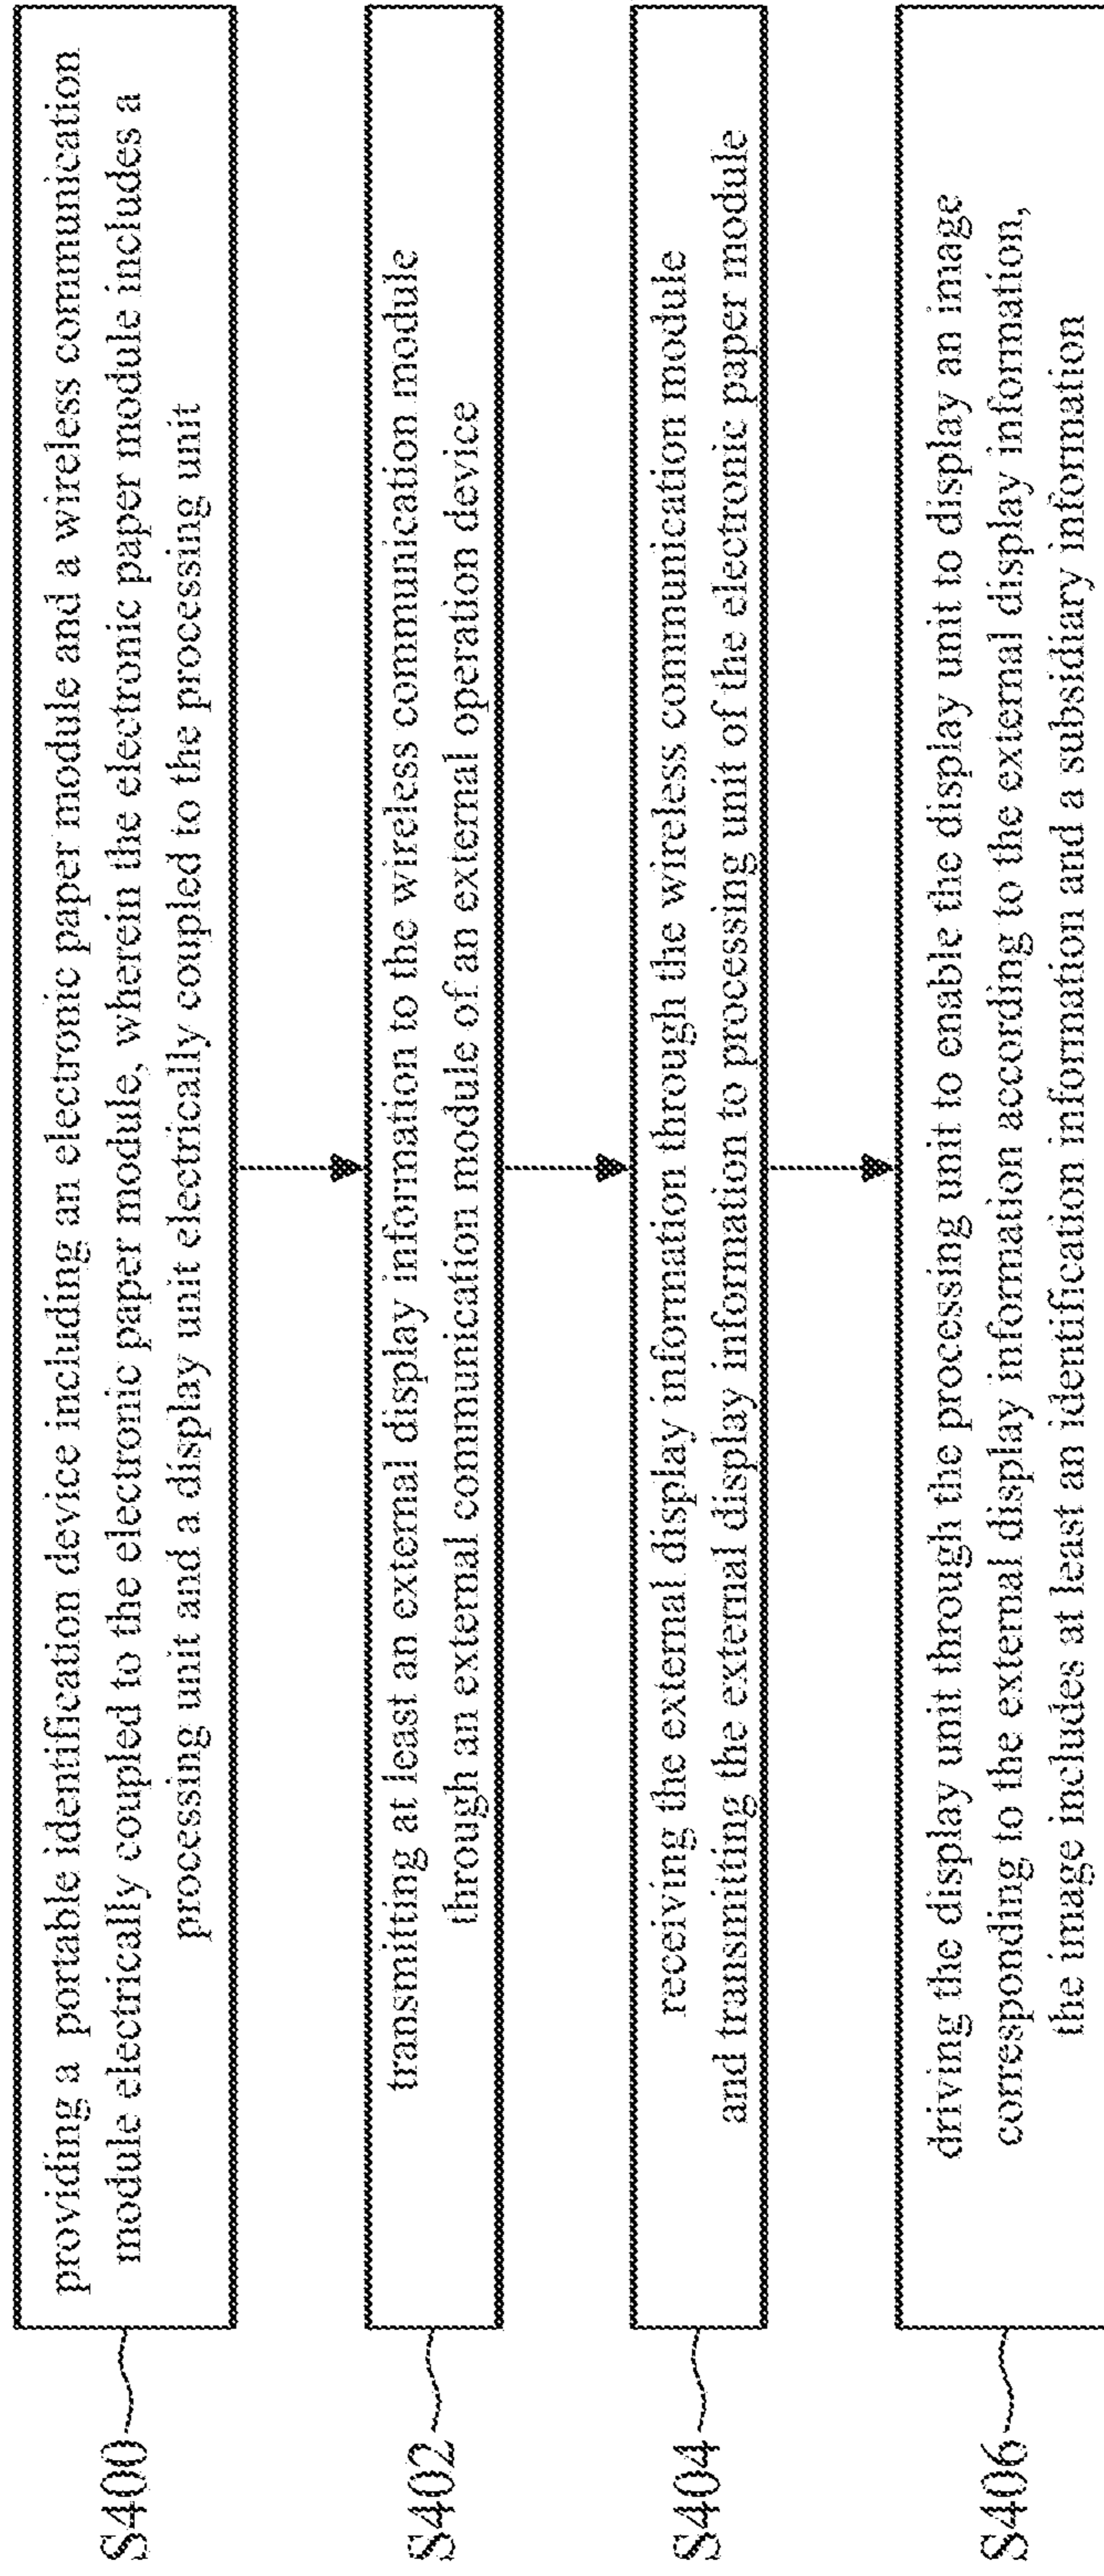 S400
providing a portable identification device including an electronic paper module and a wireless communication
module electrically coupled to the electronic paper module, wherein the electronic paper module includes a
processing unit and a display unit electrically coupled to the processing unit
S402
transmitting at least an external display information to the wireless communication module
through an external communication module of an external operation device
S404
receiving the external display information through the wireless communication module
and transmitting the external display information to processing unit of the electronic paper module
S406
driving the display unit through the processing unit to enable the display unit to display an image
corresponding to the external display information according to the external display information,
the image includes at least an identification information and a subsidiary information